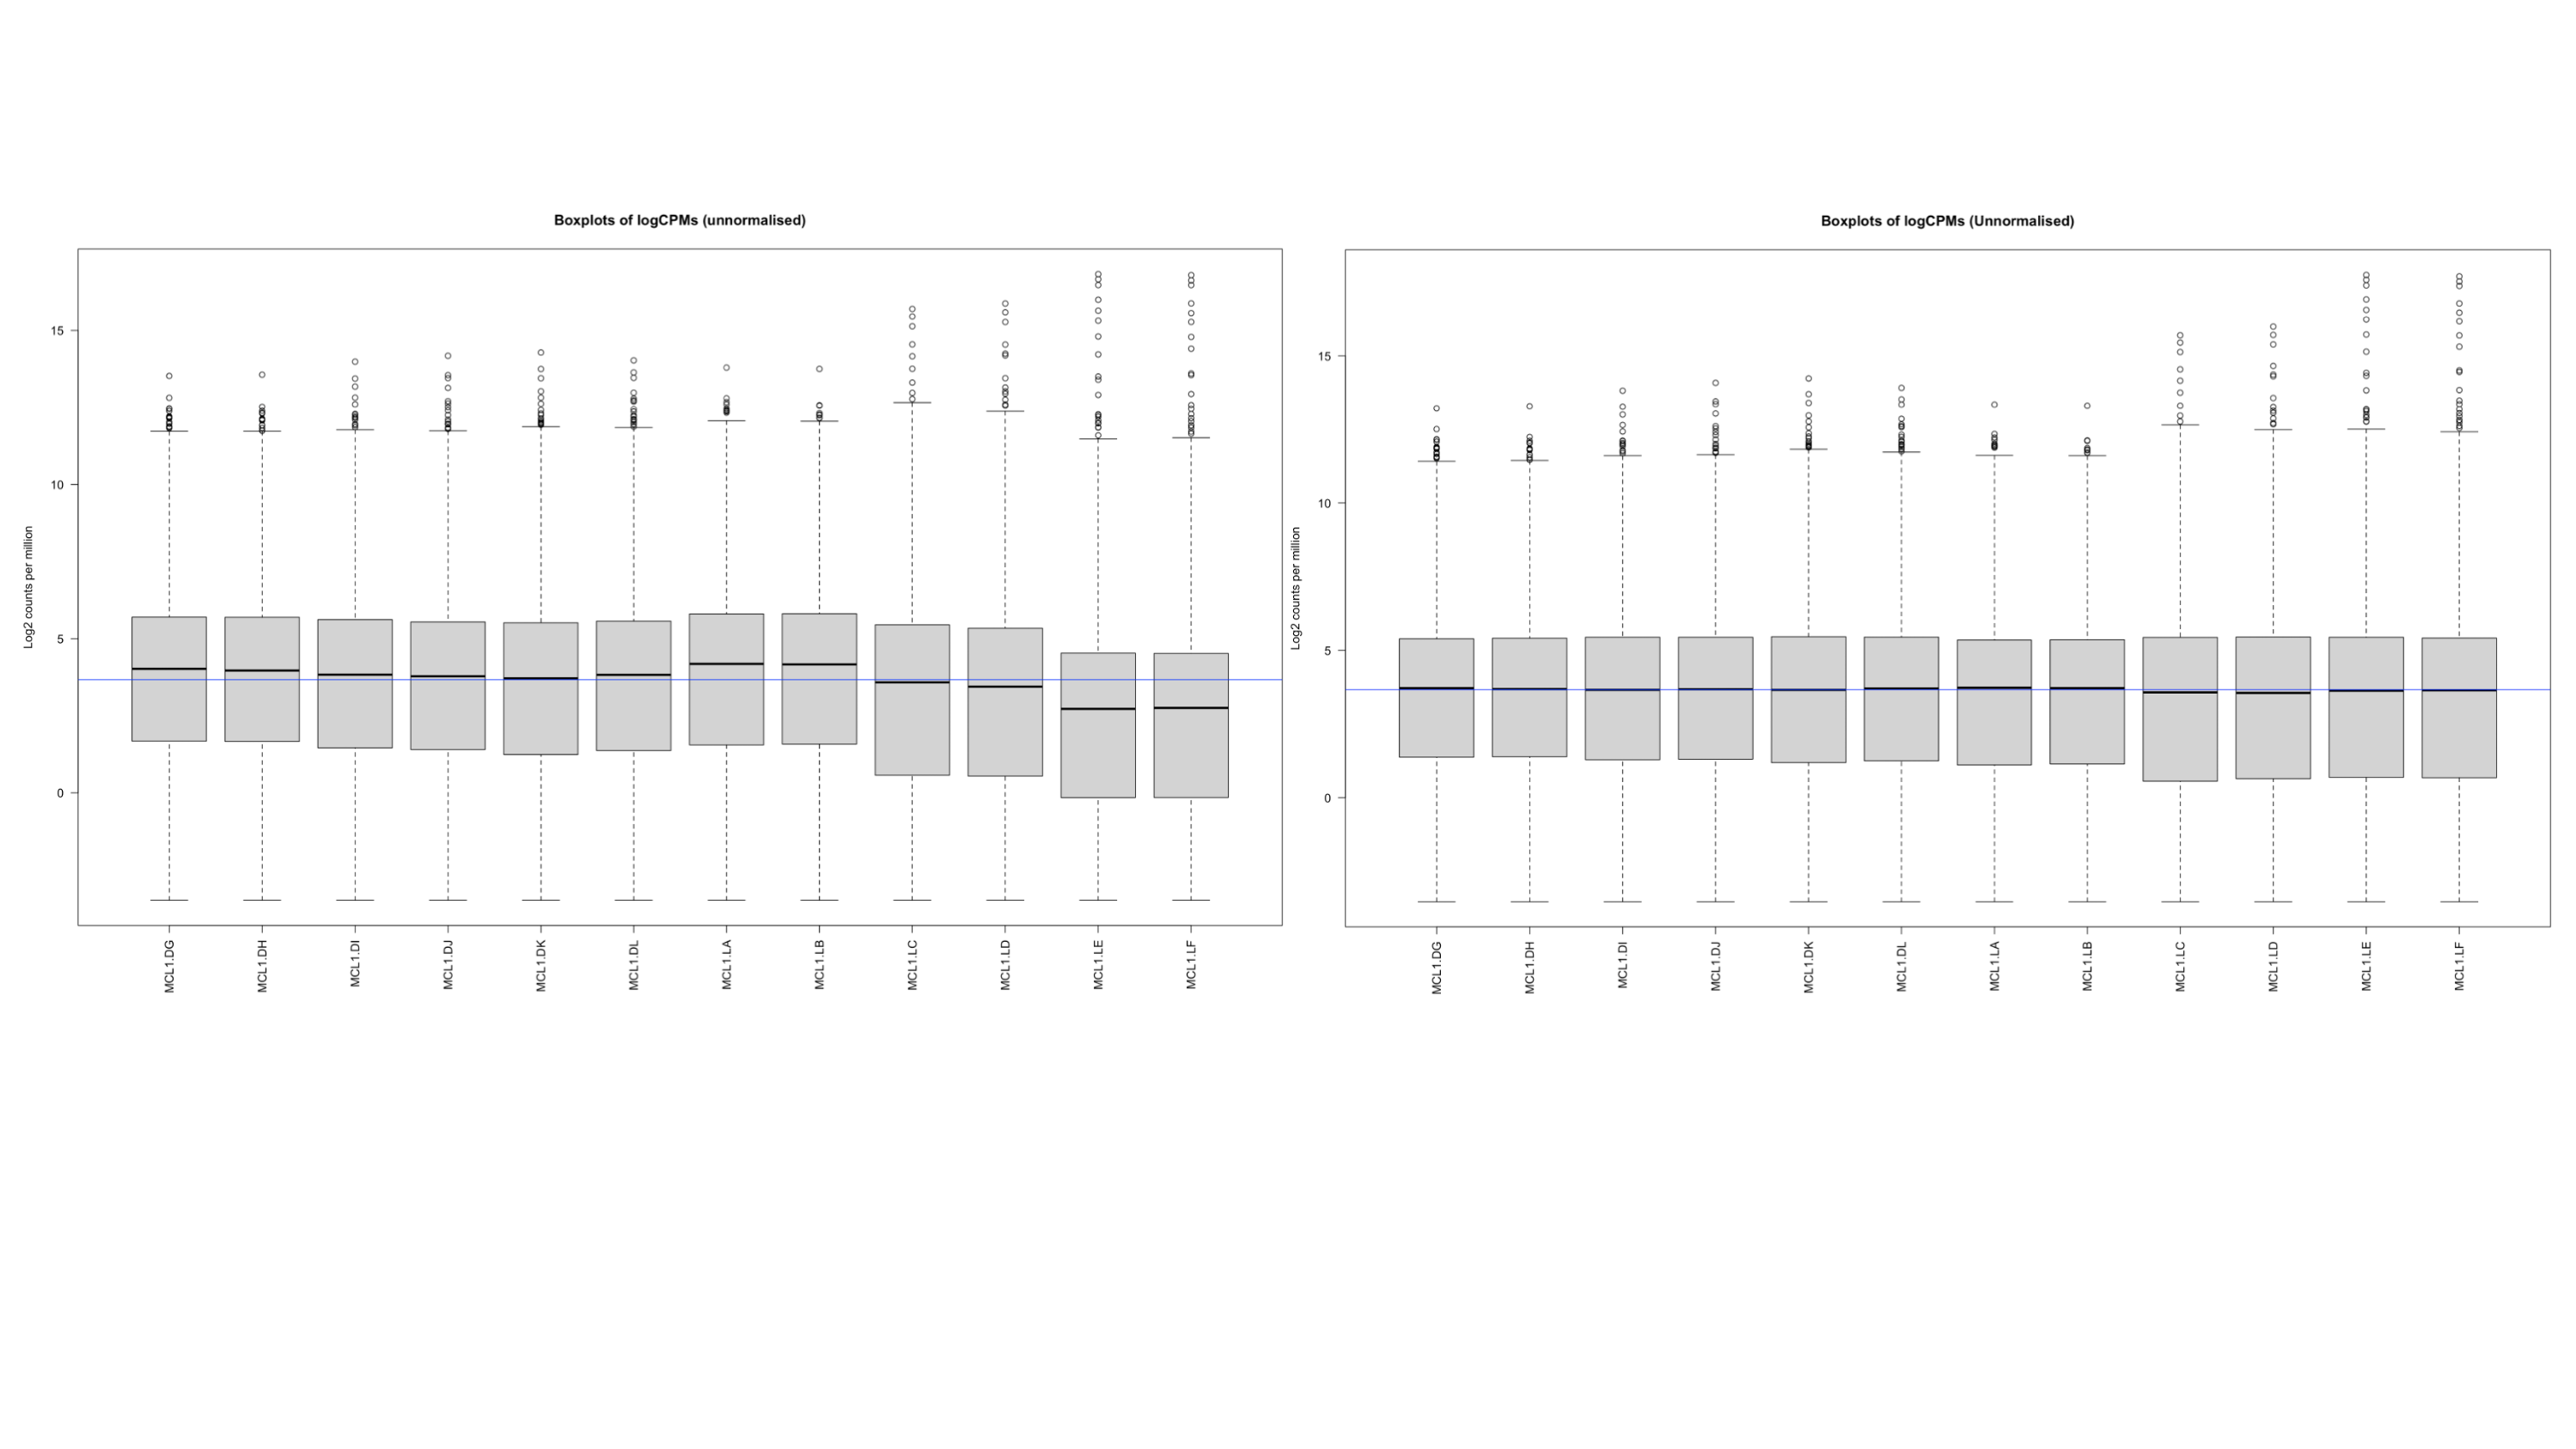 Boxplots of logCPMs (unnormalised)
Log2 counts per million
15
10
5
0
MCL1.DG
MCL1.DH
MCL1.DI
MCL1.DJ
MCL1.DK
MCL1.DL
MCL1.LA
MCL1.LB
MCL1.LC
MCL1.LD
MCL1.LE
MCL1.LF
Boxplots of logCPMs (Unnormalised)
Log2 counts per million
15
10
5
0
MCL1.DG
MCL1.DH
MCL1.DI
MCL1.DJ
MCL1.DK
MCL1.DL
MCL1.LA
MCL1.LB
MCL1.LC
MCL1.LD
MCL1.LE
MCL1.LF